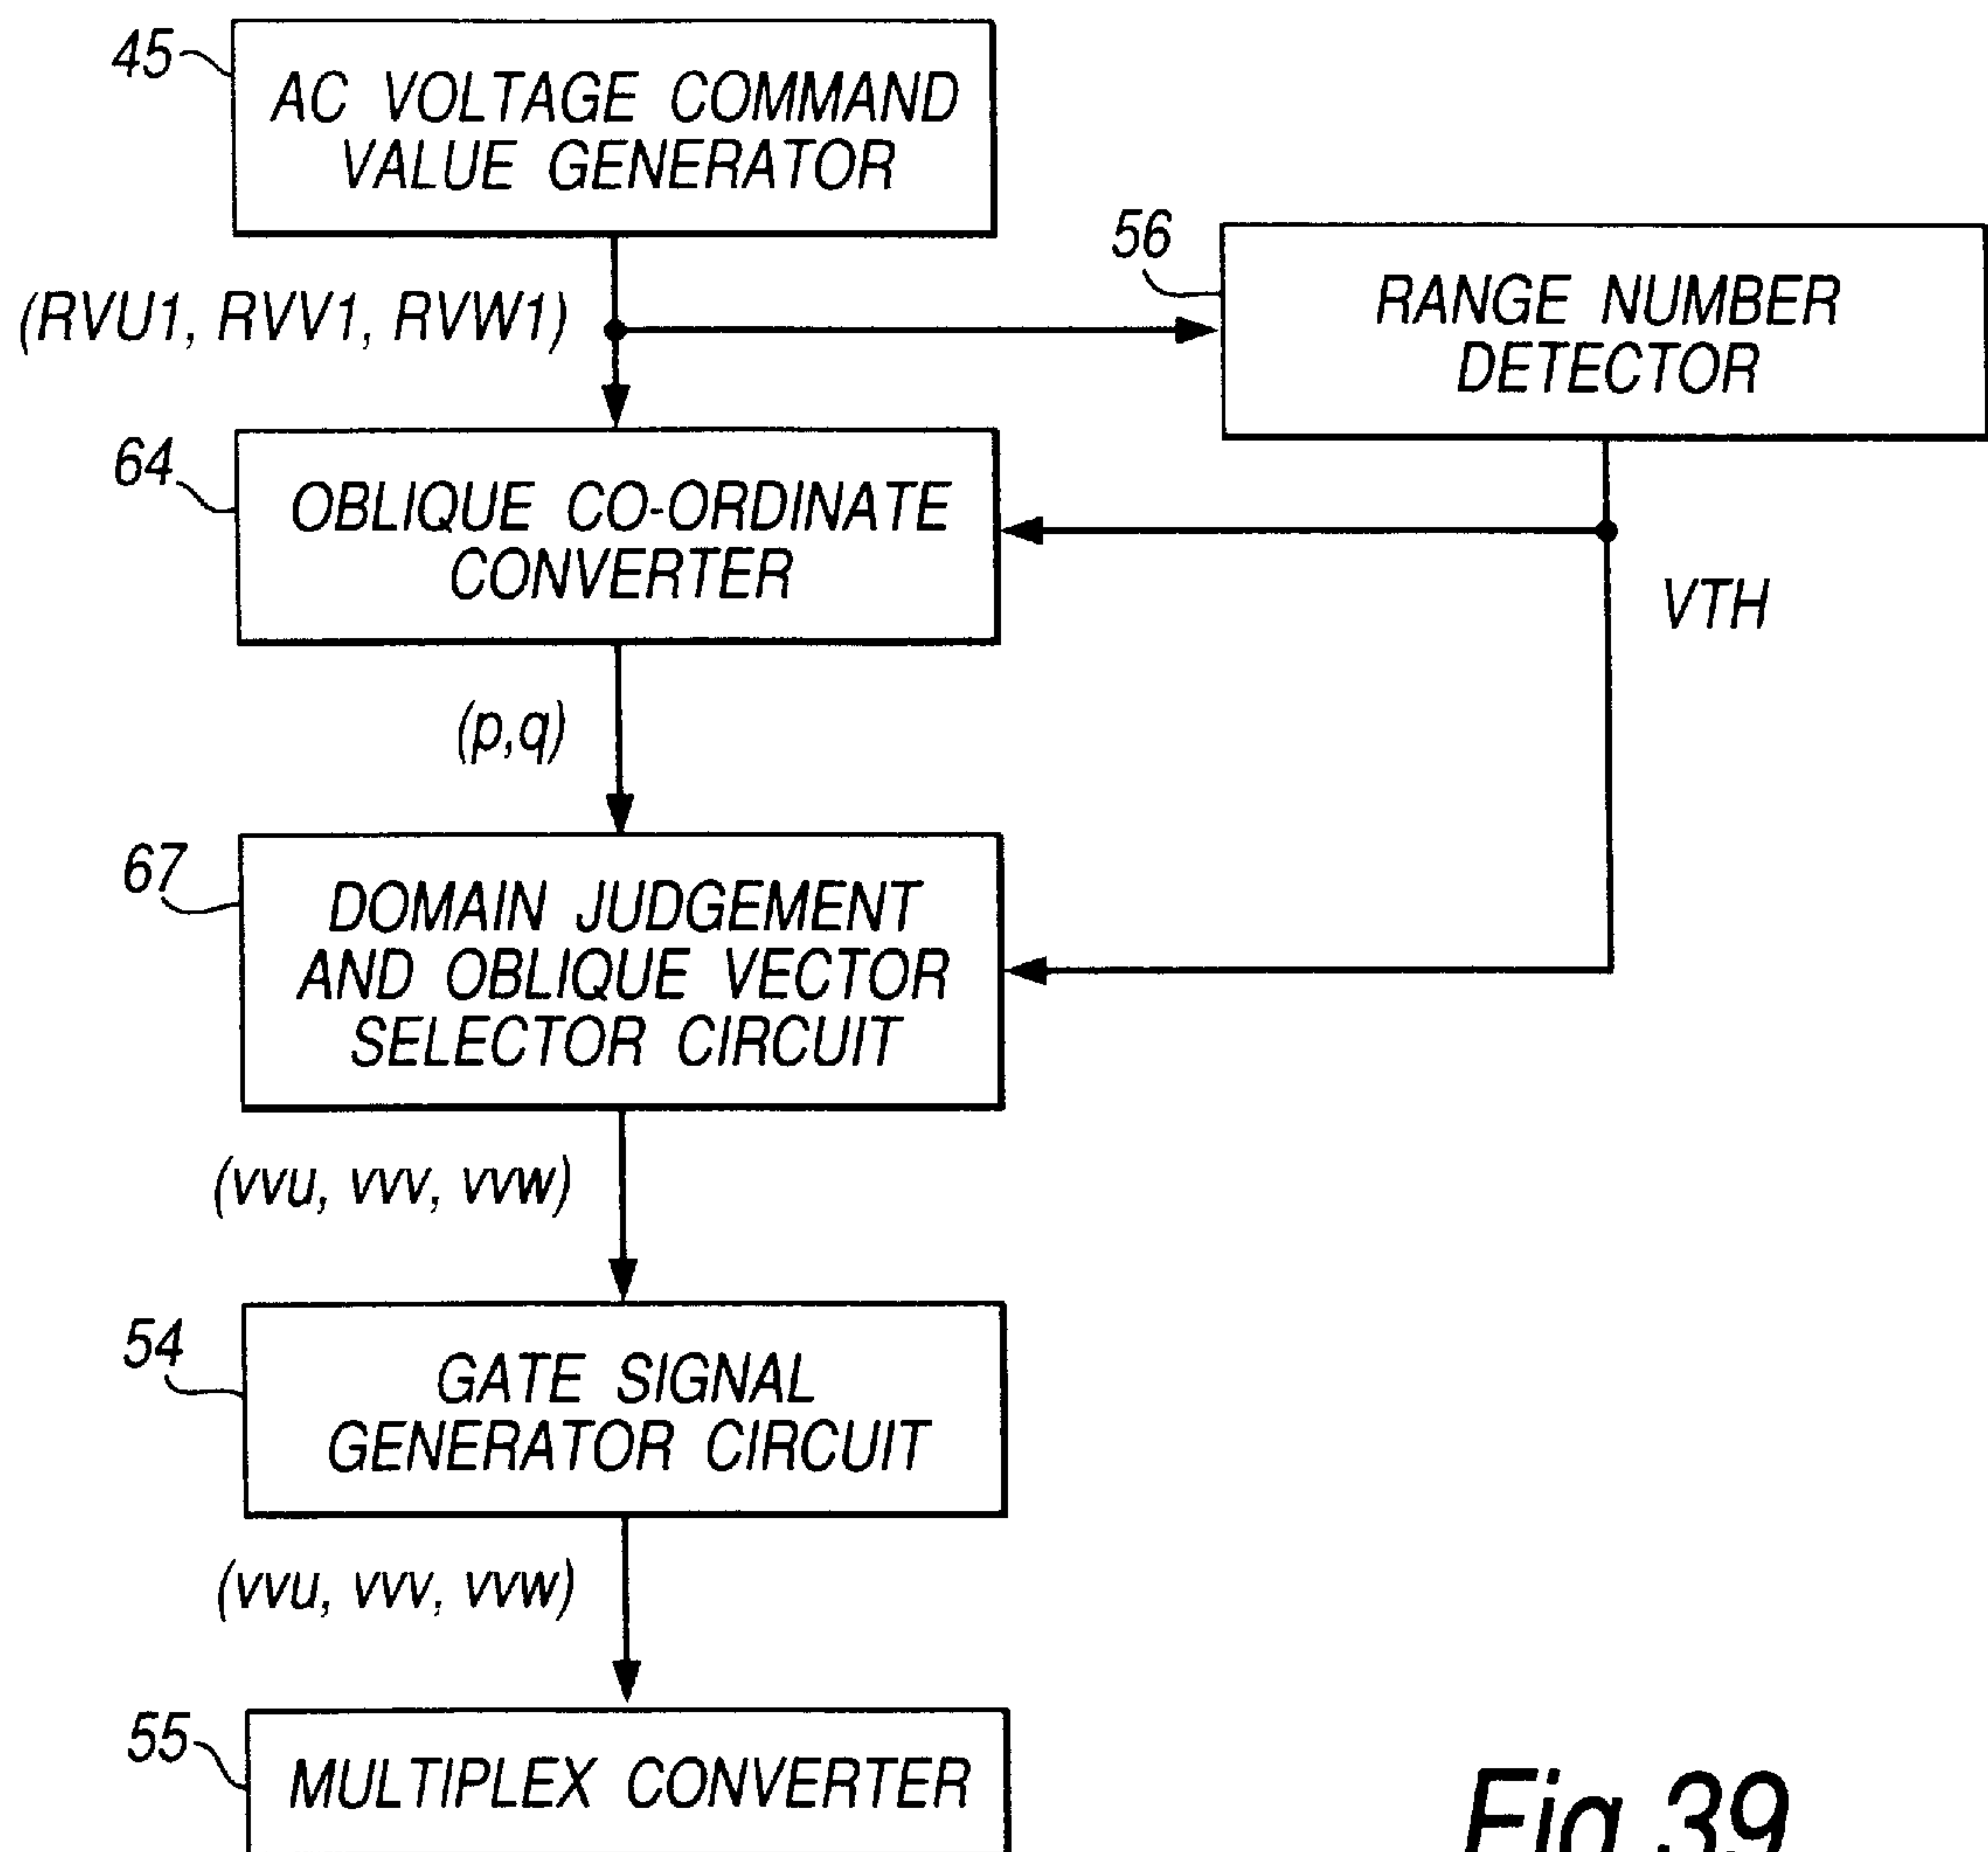 45
AC VOLTAGE COMMAND
VALUE GENERATOR
56
RANGE NUMBER
DETECTOR
(RVU1, RVV1, RVW1)
64
OBLIQUE CO-ORDINATE
CONVERTER
VTH
(p,q)
67
DOMAIN JUDGEMENT
AND OBLIQUE VECTOR
SELECTOR CIRCUIT
(vvu, vvv, vvw)
54
GATE SIGNAL
GENERATOR CIRCUIT
(vvu, vvv, vvw)
55
MULTIPLEX CONVERTER
Fig.39